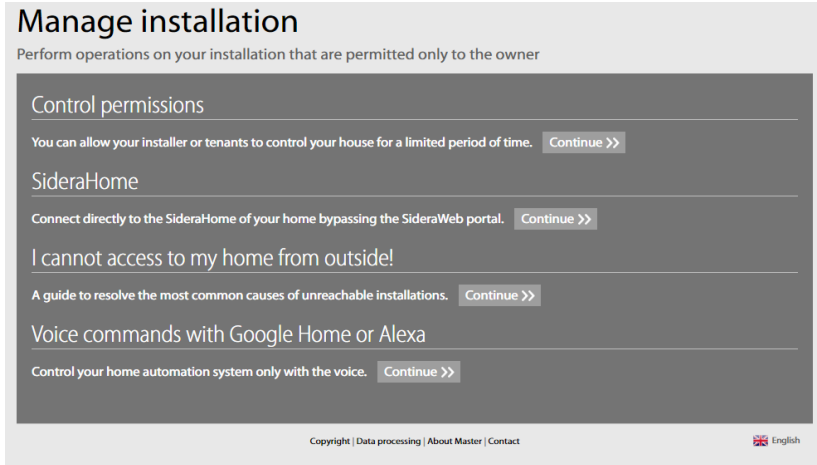 Manage installation
Perform operations on your installation that are permitted only to the owner
Control permissions
You can allow your installer or tenants to control your house for a limited period of time. Continue >>
SideraHome
Connect directly to the SideraHome of your home bypassing the SideraWeb portal. Continue >>
I cannot access to my home from outside!
A guide to resolve the most common causes of unreachable installations. Continue >>
Voice commands with Google Home or Alexa
Control your home automation system only with the voice. Continue >>
Copyright | Data processing | About Master | Contact English